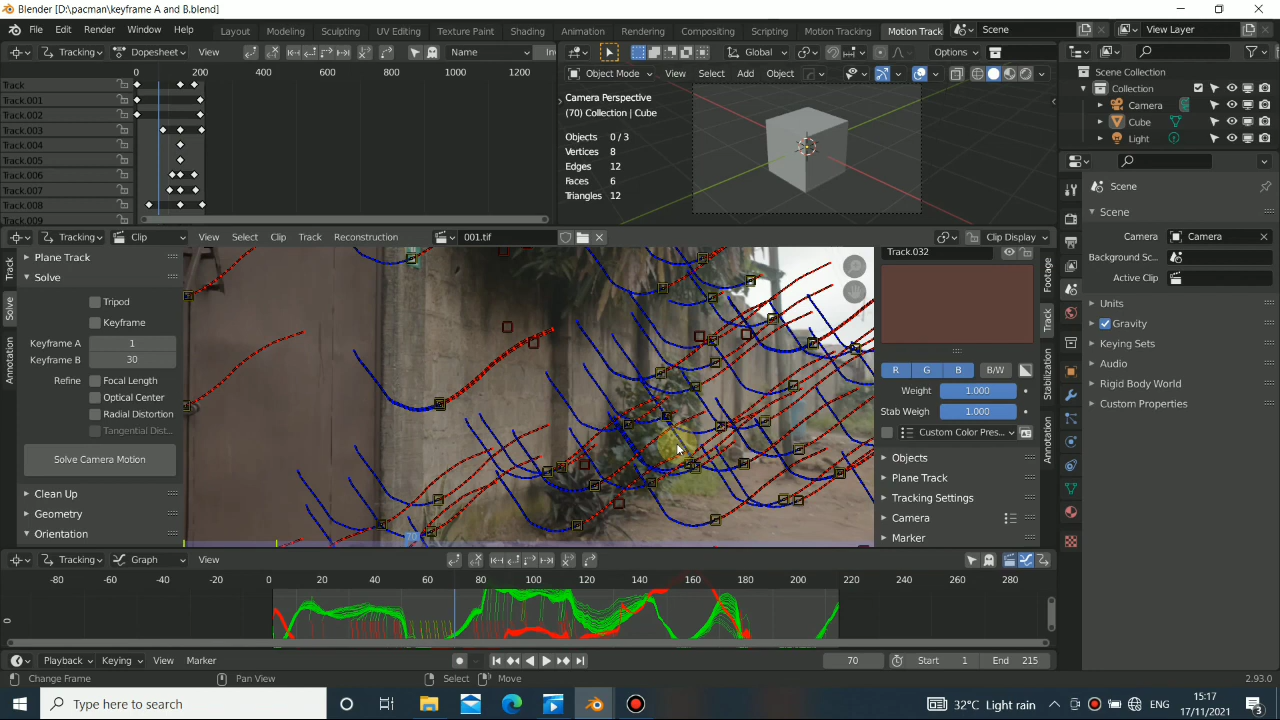 Blender [D:\pacman\keyframe A and B.blend]
File Edit Render Window Help Layout Modeling Sculpting UV Editing Texture Paint Shading Animation Rendering Compositing Scripting Motion Tracking Motion Track Scene View Layer
Tracking Dopesheet View Name In Global Options
0 200 400 600 800 1000 1200
Object Mode View Select Add Object
Track
Track.001
Track.002
Track.003
Track.004
Track.005
Track.006
Track.007
Track.008
Track.009
Camera Perspective
(70) Collection | Cube
Objects 0 / 3
Vertices 8
Edges 12
Faces 6
Triangles 12
Scene Collection
Collection
Camera
Cube
Light
Scene
Scene
Camera Camera
Background Sc...
Active Clip
Units
Gravity
Keying Sets
Audio
Rigid Body World
Custom Properties
Tracking Clip View Select Clip Track Reconstruction 001.tif Clip Display
Track
Solve
Annotation
Plane Track
Solve
Tripod
Keyframe
Keyframe A 1
Keyframe B 30
Refine Focal Length
Optical Center
Radial Distortion
Tangential Dist...
Solve Camera Motion
Clean Up
Geometry
Orientation
70
Track.032
R G B B/W
Weight 1.000
Stab Weight 1.000
Custom Color Pres...
Objects
Plane Track
Tracking Settings
Camera
Marker
Footage
Track
Stabilization
Annotation
Tracking Graph View
-80 -60 -40 -20 0 20 40 60 80 100 120 140 160 180 200 220 240 260 280
0
Playback Keying View Marker 70 Start 1 End 215
Change Frame Pan View Select Move 2.93.0
Type here to search 32°C Light rain ENG 15:17
17/11/2021 3